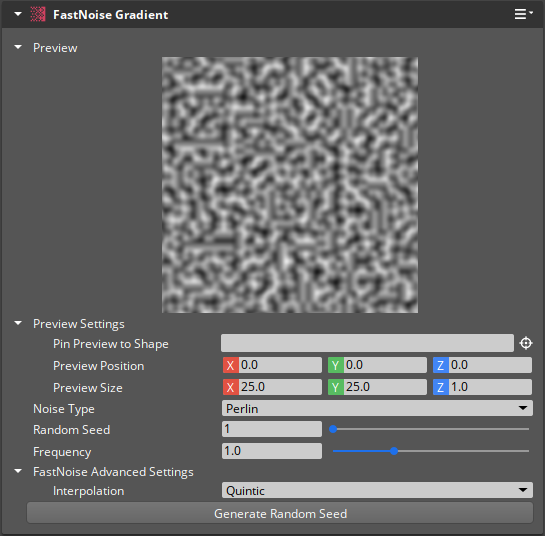 FastNoise Gradient
Preview
Preview Settings
Pin Preview to Shape
Preview Position X 0.0 Y 0.0 Z 0.0
Preview Size X 25.0 Y 25.0 Z 1.0
Noise Type Perlin
Random Seed 1
Frequency 1.0
FastNoise Advanced Settings
Interpolation Quintic
Generate Random Seed